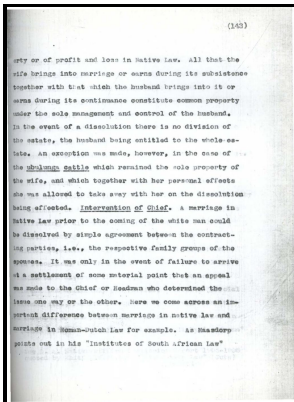 (143)
erty or of profit and loss in Native Law. All that the
wife brings into marriage or earns during its subsistence
together with that which the husband brings into it or
earns during its continuance constitute common property
under the sole management and control of the husband.
In the event of a dissolution there is no division of
the estate, the husband being entitled to the whole es-
tate. An exception was made, however, in the case of
the ubulunga cattle which remained the sole property of
the wife, and which together with her personal effects
she was allowed to take away with her on the dissolution
being effected. Intervention of Chief. A marriage in
Native Law prior to the coming of the white man could
be dissolved by simple agreement between the contract-
ing parties, i.e., the respective family groups of the
spouses. It was only in the event of failure to arrive
at a settlement of some material point that an appeal
was made to the Chief or Headman who determined the
issue one way or the other. Here we come across an im-
portant difference between marriage in native law and
marriage in Roman-Dutch Law for example. As Maasdorp
points out in his "Institutes of South African Law"